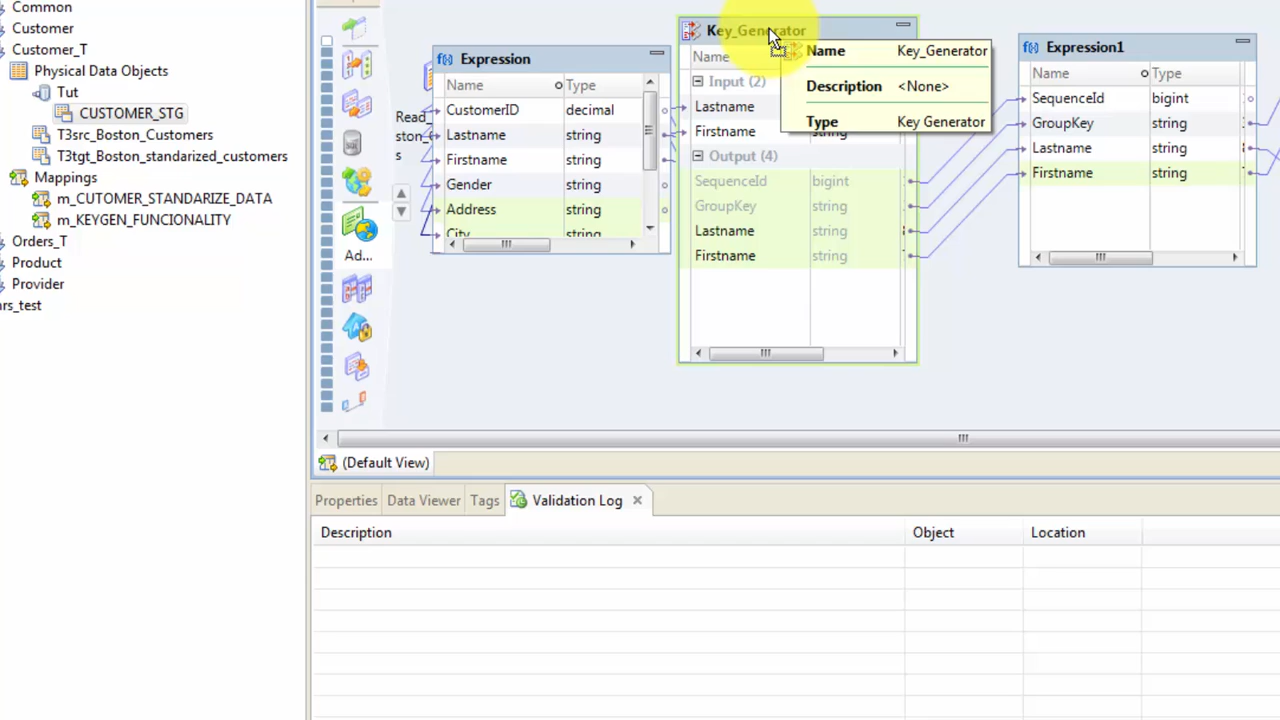 Common
Customer
Customer_T
Physical Data Objects
Tut
CUSTOMER_STG
T3src_Boston_Customers
T3tgt_Boston_standarized_customers
Mappings
m_CUTOMER_STANDARIZE_DATA
m_KEYGEN_FUNCIONALITY
Orders_T
Product
Provider
rs_test
Ad...
Read_
ston_C
s
Expression
Name Type
CustomerID decimal
Lastname string
Firstname string
Gender string
Address string
City string
Key_Generator
Name
Input (2)
Lastname
Firstname string
Output (4)
SequenceId bigint
GroupKey string
Lastname string
Firstname string
Name Key_Generator
Description <None>
Type Key Generator
Expression1
Name Type
SequenceId bigint
GroupKey string
Lastname string
Firstname string
(Default View)
Properties Data Viewer Tags Validation Log
Description Object Location